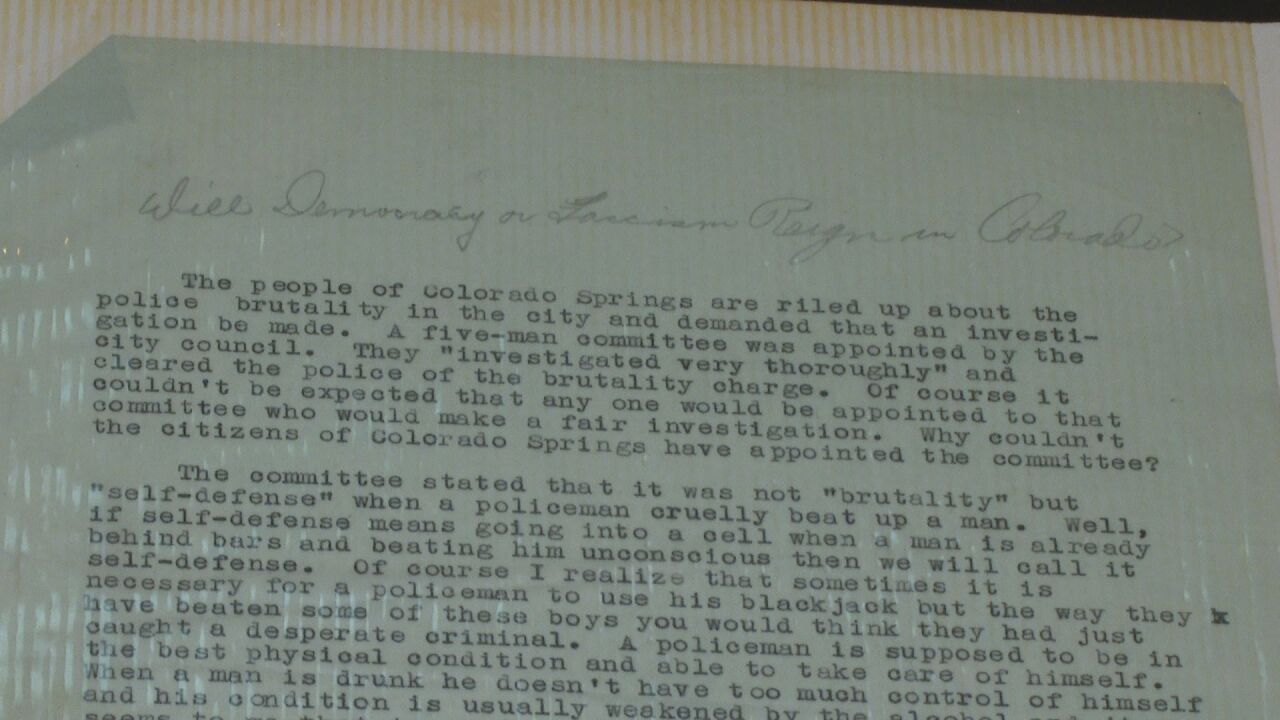 Will Democracy or Fascism Reign in Colorado?
The people of Colorado Springs are riled up about the
police brutality in the city and demanded that an investi-
gation be made. A five-man committee was appointed by the
city council. They "investigated very thoroughly" and
cleared the police of the brutality charge. Of course it
couldn't be expected that any one would be appointed to that
committee who would make a fair investigation. Why couldn't
the citizens of Colorado Springs have appointed the committee?
The committee stated that it was not "brutality" but
"self-defense" when a policeman cruelly beat up a man. Well,
if self-defense means going into a cell when a man is already
behind bars and beating him unconscious then we will call it
self-defense. Of course I realize that sometimes it is
necessary for a policeman to use his blackjack but the way they x
have beaten some of these boys you would think they had just
caught a desperate criminal. A policeman is supposed to be in
the best physical condition and able to take care of himself.
When a man is drunk he doesn't have too much control of himself
and his condition is usually weakened by the alcohol
seems to me